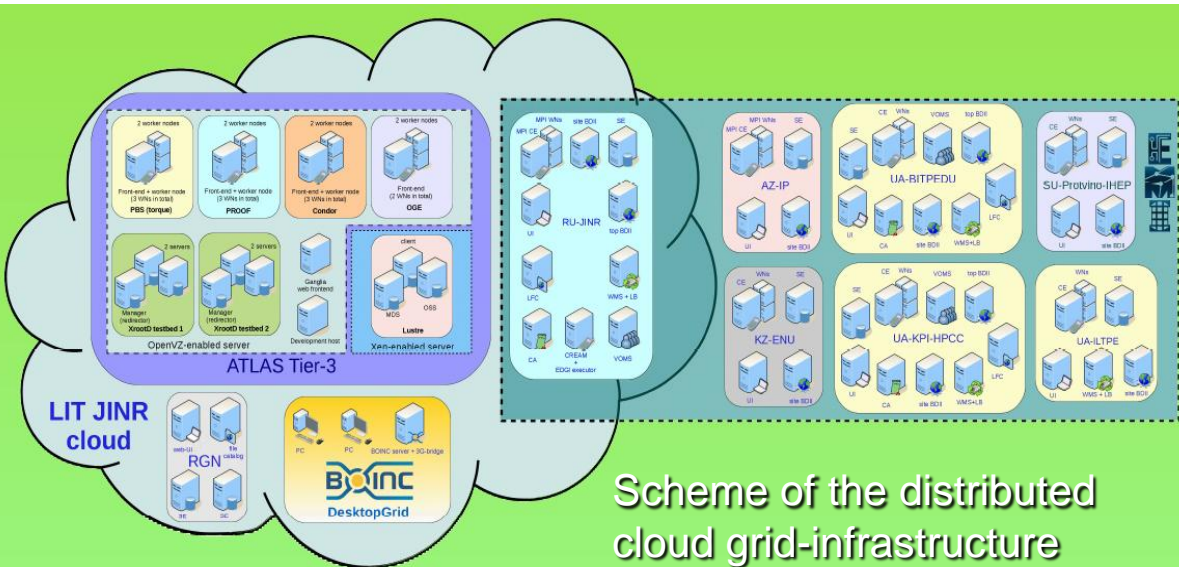 2 worker nodes
Front-end + worker node
(3 WNs in total)
PBS (torque)
2 worker nodes
Front-end + worker node
(3 WNs in total)
PROOF
2 worker nodes
Front-end + worker node
(3 WNs in total)
Condor
2 worker nodes
Front-end
(2 WNs in total)
OGE
2 servers
Manager
(redirector)
XrootD testbed 1
2 servers
Manager
(redirector)
XrootD testbed 2
Ganglia
web frontend
Development host
OpenVZ-enabled server
client
MDS
OSS
Lustre
Xen-enabled server
ATLAS Tier-3
LIT JINR
cloud
web-UI
file
catalog
RGN
SE
PC
PC
BOINC server + 3G-bridge
BOINC
DesktopGrid
MPI CE
MPI WNs
site BDII
SE
RU-JINR
UI
top BDII
LFC
WMS + LB
CA
CREAM
+
EDGI executor
VOMS
MPI CE
MPI WNs
SE
AZ-IP
UI
site BDII
SE
CE
WNs
VOMS
top BDII
UA-BITPEDU
LFC
UI
CA
site BDII
WMS+LB
CE
WNs
SE
SU-Protvino-IHEP
UI
site BDII
EMI
CE
WNs
SE
KZ-ENU
UI
site BDII
SE
CE
WNs
VOMS
top BDII
UA-KPI-HPCC
LFC
UI
CA
site BDII
WMS+LB
CE
WNs
SE
UA-ILTPE
UI
WMS + LB
site BDII
Scheme of the distributed
cloud grid-infrastructure